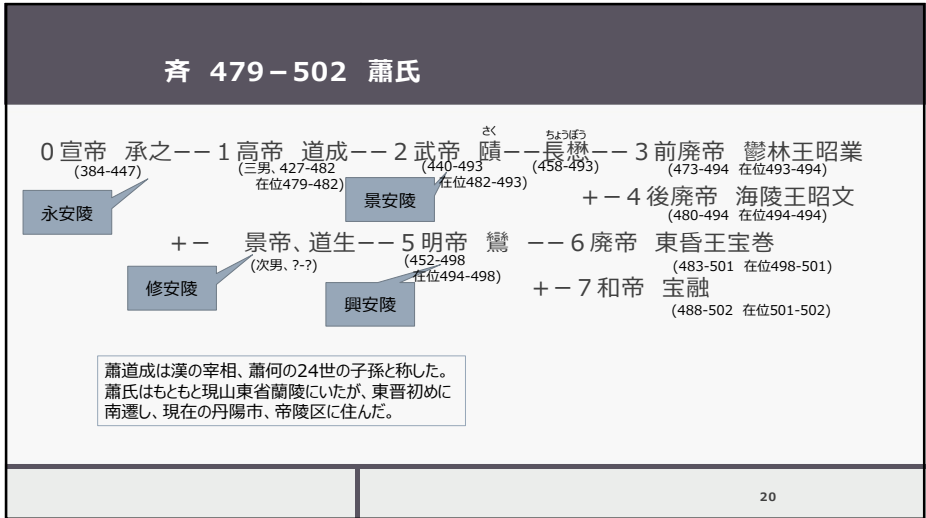 斉 479－502 蕭氏
さく ちょうぼう
0宣帝 承之－－1高帝 道成－－2武帝 賾－－長懋－－3前廃帝 鬱林王昭業
(384-447) (三男、427-482 (440-493 (458-493) (473-494 在位493-494)
在位479-482) 在位482-493)
永安陵 景安陵 +－4後廃帝 海陵王昭文
(480-494 在位494-494)
+－ 景帝、道生－－5明帝 鸞 －－6廃帝 東昏王宝巻
(次男、?-?) (452-498 (483-501 在位498-501)
在位494-498)
修安陵 興安陵 +－7和帝 宝融
(488-502 在位501-502)
蕭道成は漢の宰相、蕭何の24世の子孫と称した。
蕭氏はもともと現山東省蘭陵にいたが、東晋初めに
南遷し、現在の丹陽市、帝陵区に住んだ。
20